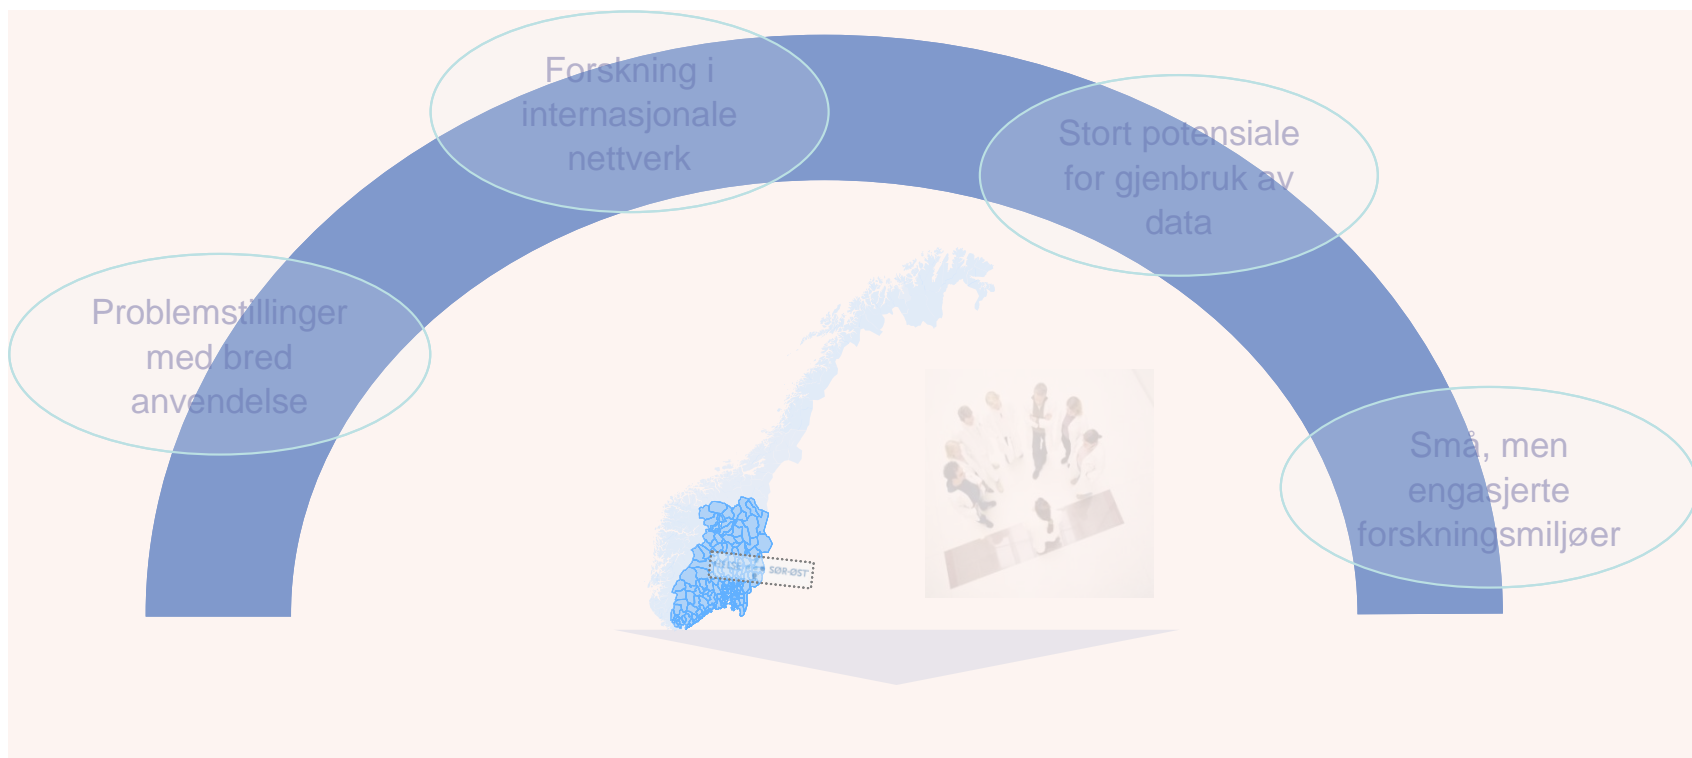 Forskning i
internasjonale
nettverk
Stort potensiale
for gjenbruk av
data
Problemstillinger
med bred
anvendelse
Små, men
engasjerte
forskningsmiljøer
SØR-ØST